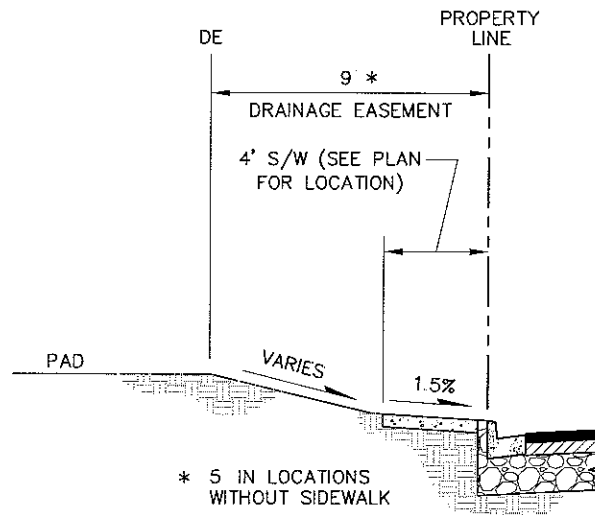 DE
PROPERTY
LINE
9 *
DRAINAGE EASEMENT
4' S/W (SEE PLAN
FOR LOCATION)
PAD
VARIES
1.5%
* 5 IN LOCATIONS
WITHOUT SIDEWALK